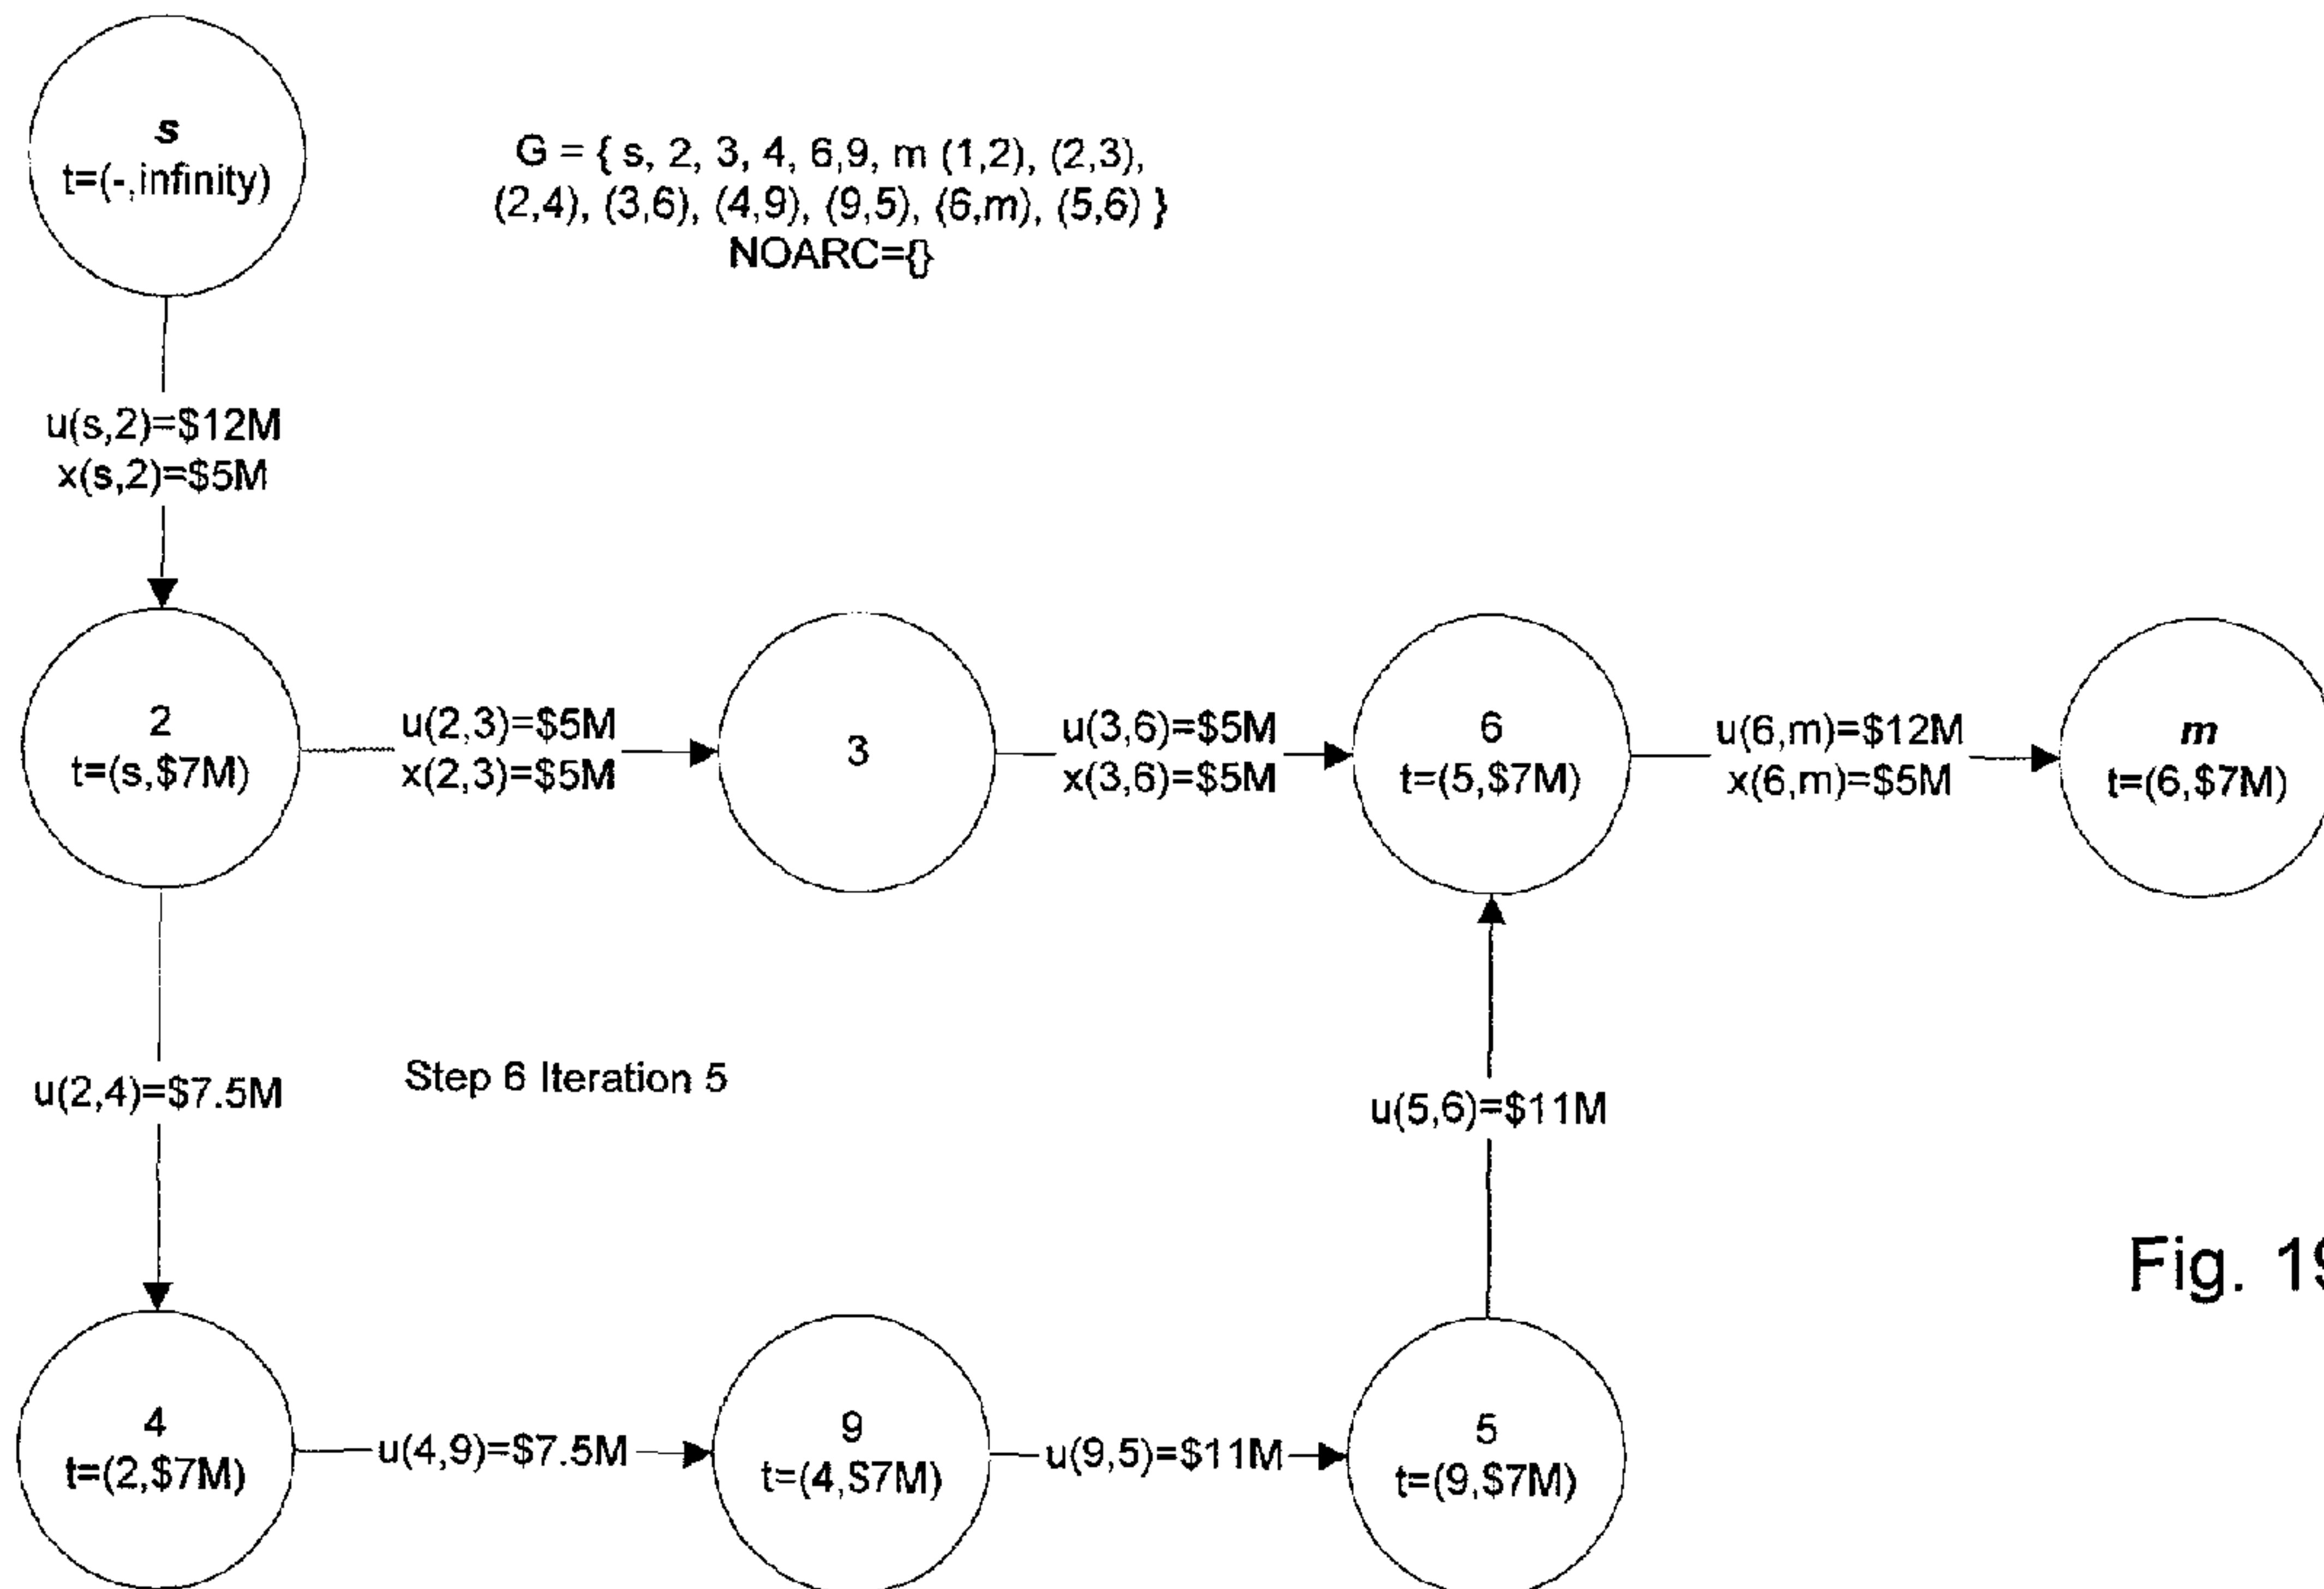 s
t=(-,infinity)
G = { s, 2, 3, 4, 6,9, m (1,2), (2,3),
(2,4), (3,6), (4,9), (9,5), (6,m), (5,6) }
NOARC={}
u(s,2)=$12M
x(s,2)=$5M
2
t=(s,$7M)
u(2,3)=$5M
x(2,3)=$5M
3
u(3,6)=$5M
x(3,6)=$5M
6
t=(5,$7M)
u(6,m)=$12M
x(6,m)=$5M
m
t=(6,$7M)
u(2,4)=$7.5M
Step 6 Iteration 5
u(5,6)=$11M
Fig. 19
4
t=(2,$7M)
u(4,9)=$7.5M
9
t=(4,$7M)
u(9,5)=$11M
5
t=(9,$7M)